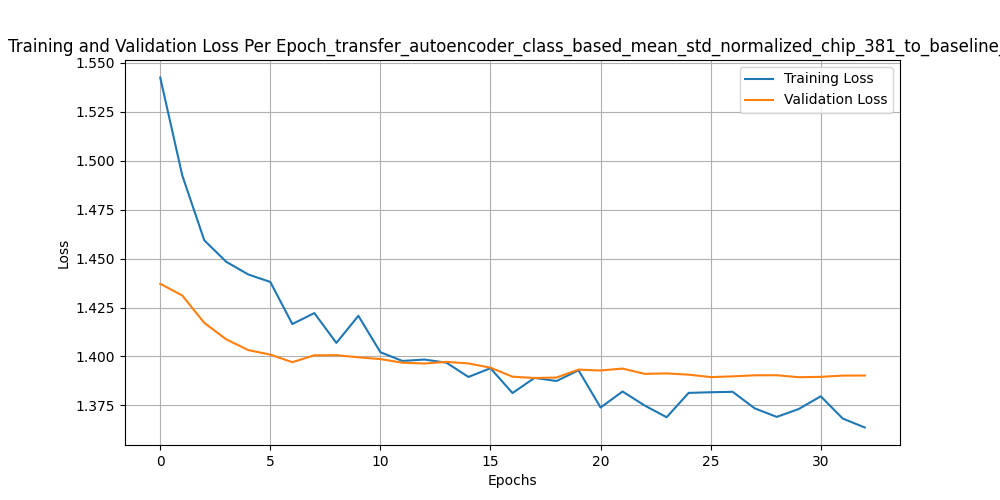 Training and Validation Loss Per Epoch_transfer_autoencoder_class_based_mean_std_normalized_chip_381_to_baseline_
1.550
1.525
1.500
1.475
1.450
1.425
1.400
1.375
Loss
Training Loss
Validation Loss
0 5 10 15 20 25 30
Epochs